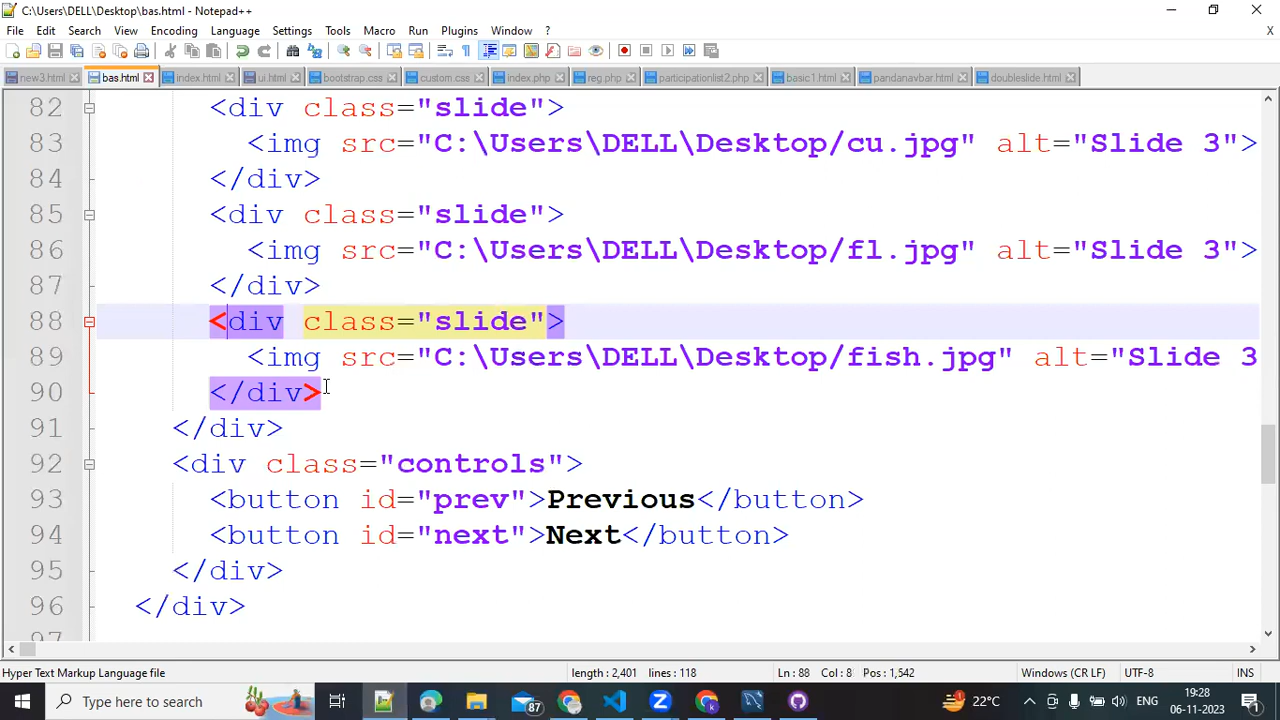 C:\Users\DELL\Desktop\bas.html - Notepad++
File Edit Search View Encoding Language Settings Tools Macro Run Plugins Window ? X
new3.html bas.html index.html ui.html bootstrap.css custom.css index.php reg.php participationlist2.php basic1.html pandanavbar.html doubleslide.html
82 <div class="slide">
83 <img src="C:\Users\DELL\Desktop/cu.jpg" alt="Slide 3">
84 </div>
85 <div class="slide">
86 <img src="C:\Users\DELL\Desktop/fl.jpg" alt="Slide 3">
87 </div>
88 <div class="slide">
89 <img src="C:\Users\DELL\Desktop/fish.jpg" alt="Slide 3
90 </div>
91 </div>
92 <div class="controls">
93 <button id="prev">Previous</button>
94 <button id="next">Next</button>
95 </div>
96 </div>
97
Hyper Text Markup Language file length : 2,401 lines : 118 Ln : 88 Col : 8 Pos : 1,542 Windows (CR LF) UTF-8 INS
Type here to search 87 22°C ENG 19:28
06-11-2023 1